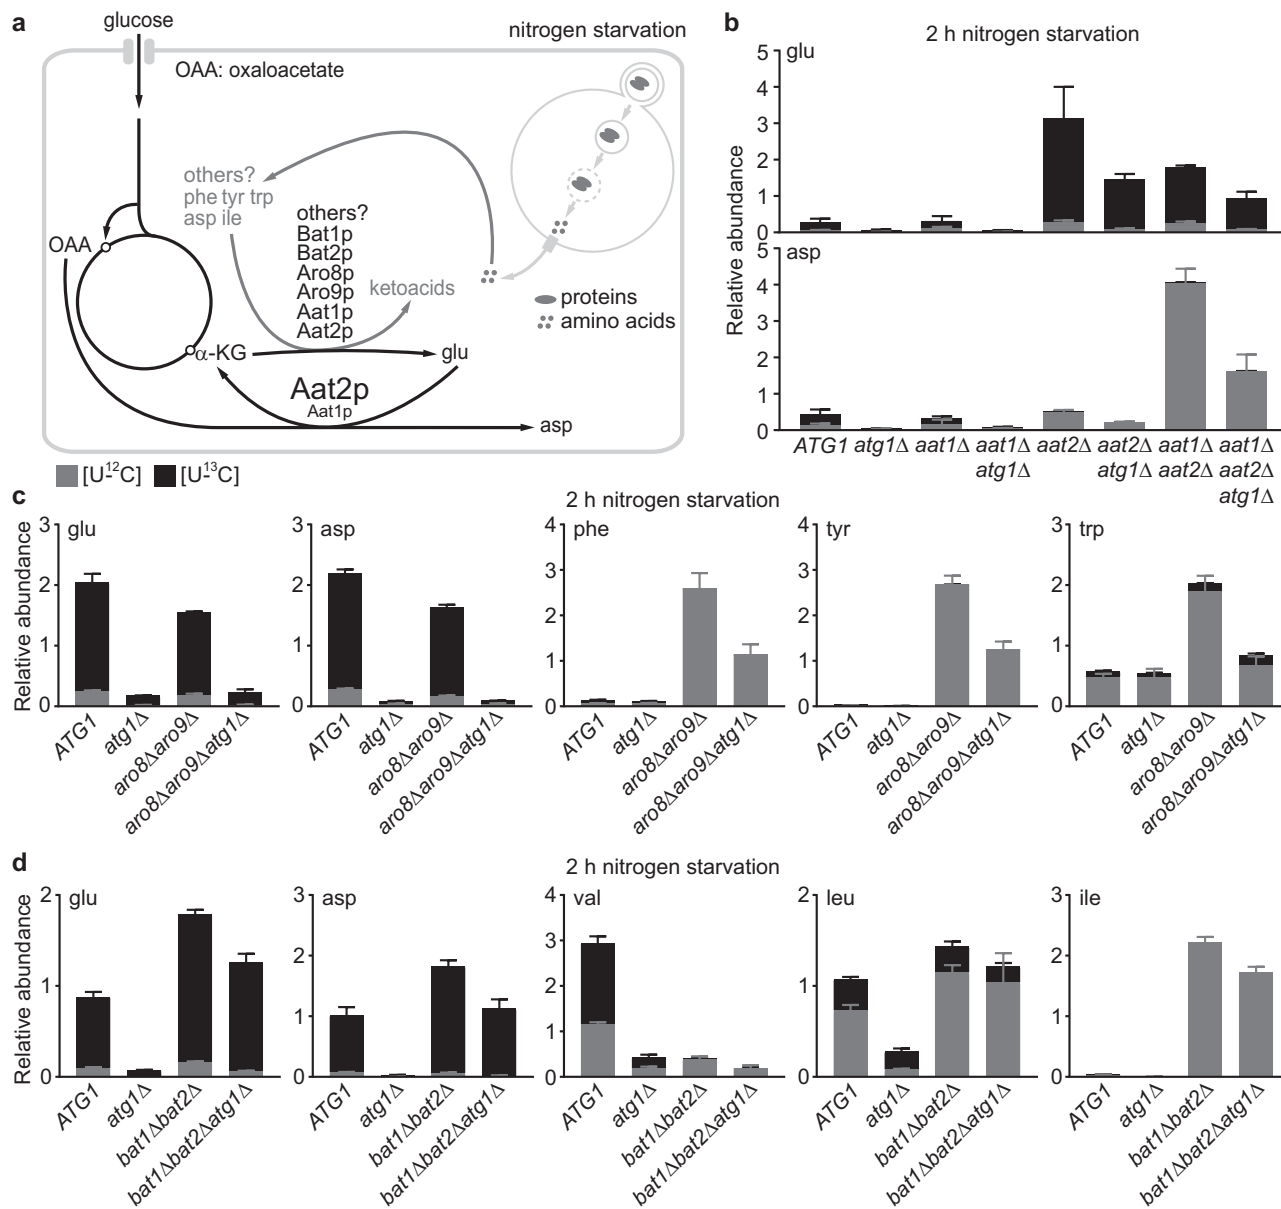 a
glucose
nitrogen starvation
OAA: oxaloacetate
others?
phe tyr trp
asp ile
others?
Bat1p
Bat2p
Aro8p
Aro9p
Aat1p
Aat2p
OAA
ketoacids
proteins
amino acids
α-KG
glu
Aat2p
Aat1p
asp
[U-¹²C]
[U-¹³C]
b
2 h nitrogen starvation
Relative abundance
glu
5
4
3
2
1
0
asp
5
4
3
2
1
0
ATG1
atg1Δ
aat1Δ
aat1Δ
atg1Δ
aat2Δ
aat2Δ
atg1Δ
aat1Δ
aat2Δ
aat1Δ
aat2Δ
atg1Δ
c
2 h nitrogen starvation
Relative abundance
glu
3
2
1
0
ATG1
atg1Δ
aro8Δaro9Δ
aro8Δaro9Δatg1Δ
asp
3
2
1
0
ATG1
atg1Δ
aro8Δaro9Δ
aro8Δaro9Δatg1Δ
phe
4
3
2
1
0
ATG1
atg1Δ
aro8Δaro9Δ
aro8Δaro9Δatg1Δ
tyr
4
3
2
1
0
ATG1
atg1Δ
aro8Δaro9Δ
aro8Δaro9Δatg1Δ
trp
3
2
1
0
ATG1
atg1Δ
aro8Δaro9Δ
aro8Δaro9Δatg1Δ
d
2 h nitrogen starvation
Relative abundance
glu
2
1
0
ATG1
atg1Δ
bat1Δbat2Δ
bat1Δbat2Δatg1Δ
asp
3
2
1
0
ATG1
atg1Δ
bat1Δbat2Δ
bat1Δbat2Δatg1Δ
val
4
3
2
1
0
ATG1
atg1Δ
bat1Δbat2Δ
bat1Δbat2Δatg1Δ
leu
2
1
0
ATG1
atg1Δ
bat1Δbat2Δ
bat1Δbat2Δatg1Δ
ile
3
2
1
0
ATG1
atg1Δ
bat1Δbat2Δ
bat1Δbat2Δatg1Δ